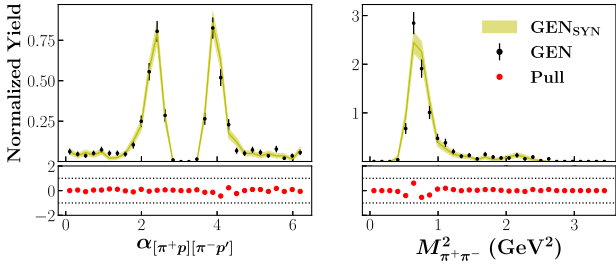 Normalized Yield
0.75
0.50
0.25
2
0
−2
0 2 4 6
α[π⁺p][π⁻p′]
3
2
1
GEN_SYN
GEN
Pull
0 1 2 3
M²_π⁺π⁻ (GeV²)